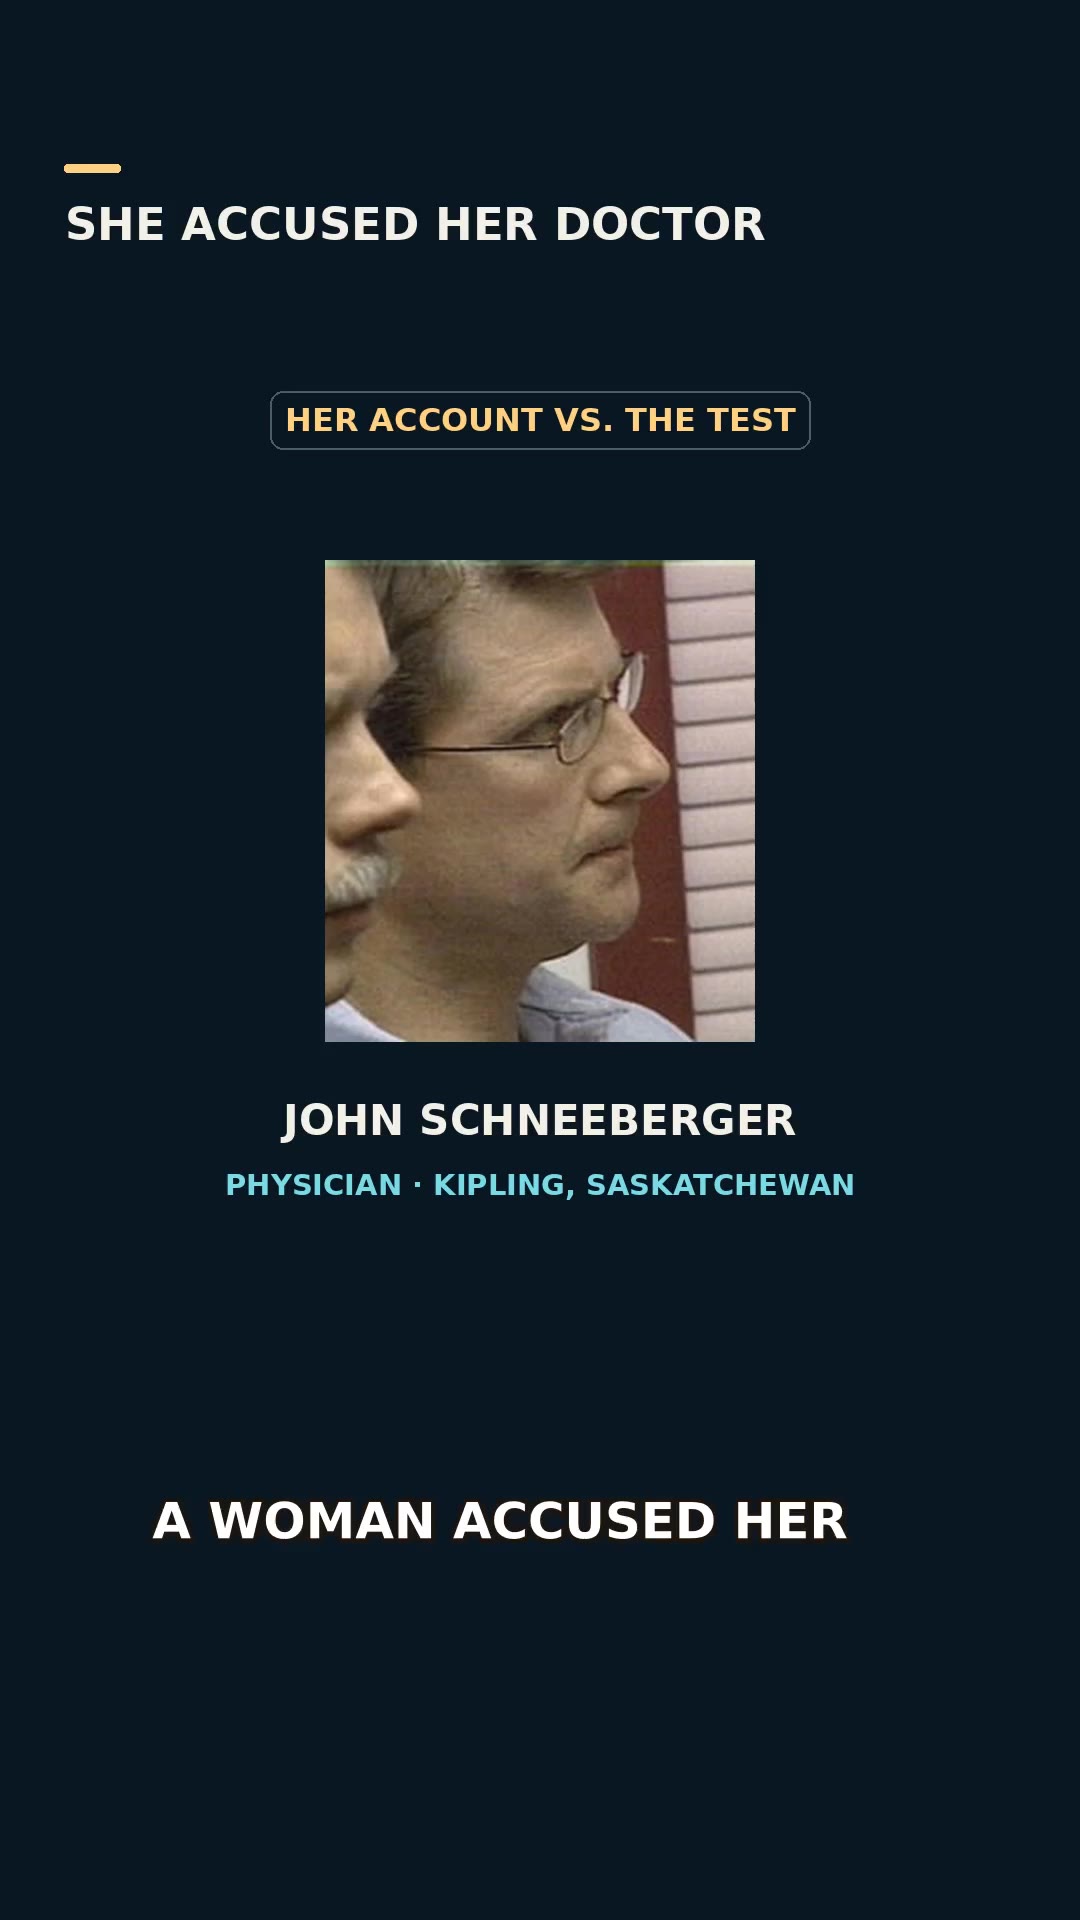 SHE ACCUSED HER DOCTOR
HER ACCOUNT VS. THE TEST
JOHN SCHNEEBERGER
PHYSICIAN · KIPLING, SASKATCHEWAN
A WOMAN ACCUSED HER